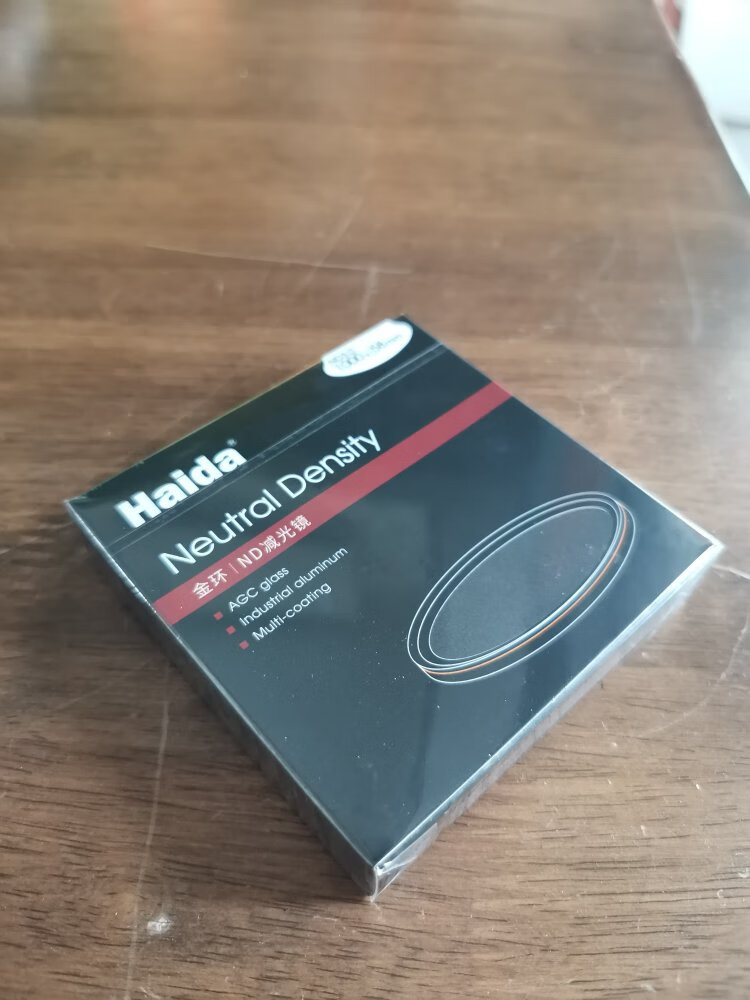 Haida®
Neutral Density
金环 | ND减光镜
AGC glass
Industrial aluminum
Multi-coating